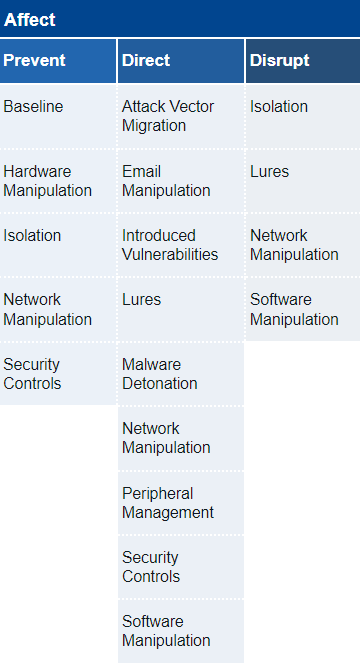 Affect
Prevent Direct Disrupt
Baseline
Attack Vector
Migration
Isolation
Hardware
Manipulation
Email
Manipulation
Lures
Isolation
Introduced
Vulnerabilities
Network
Manipulation
Network
Manipulation
Lures
Software
Manipulation
Security
Controls
Malware
Detonation
Network
Manipulation
Peripheral
Management
Security
Controls
Software
Manipulation